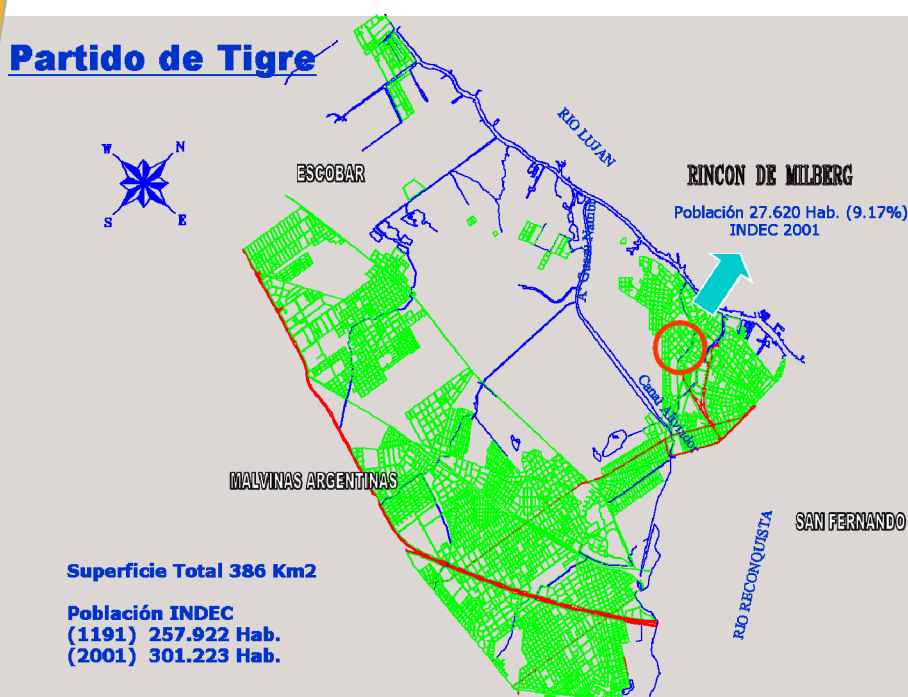 Partido de Tigre
W N
S E
ESCOBAR
RIO LUJAN
RINCON DE MILBERG
Población 27.620 Hab. (9.17%)
INDEC 2001
Canal
MALVINAS ARGENTINAS
SAN FERNANDO
RIO RECONQUISTA
Superficie Total 386 Km2
Población INDEC
(1191) 257.922 Hab.
(2001) 301.223 Hab.